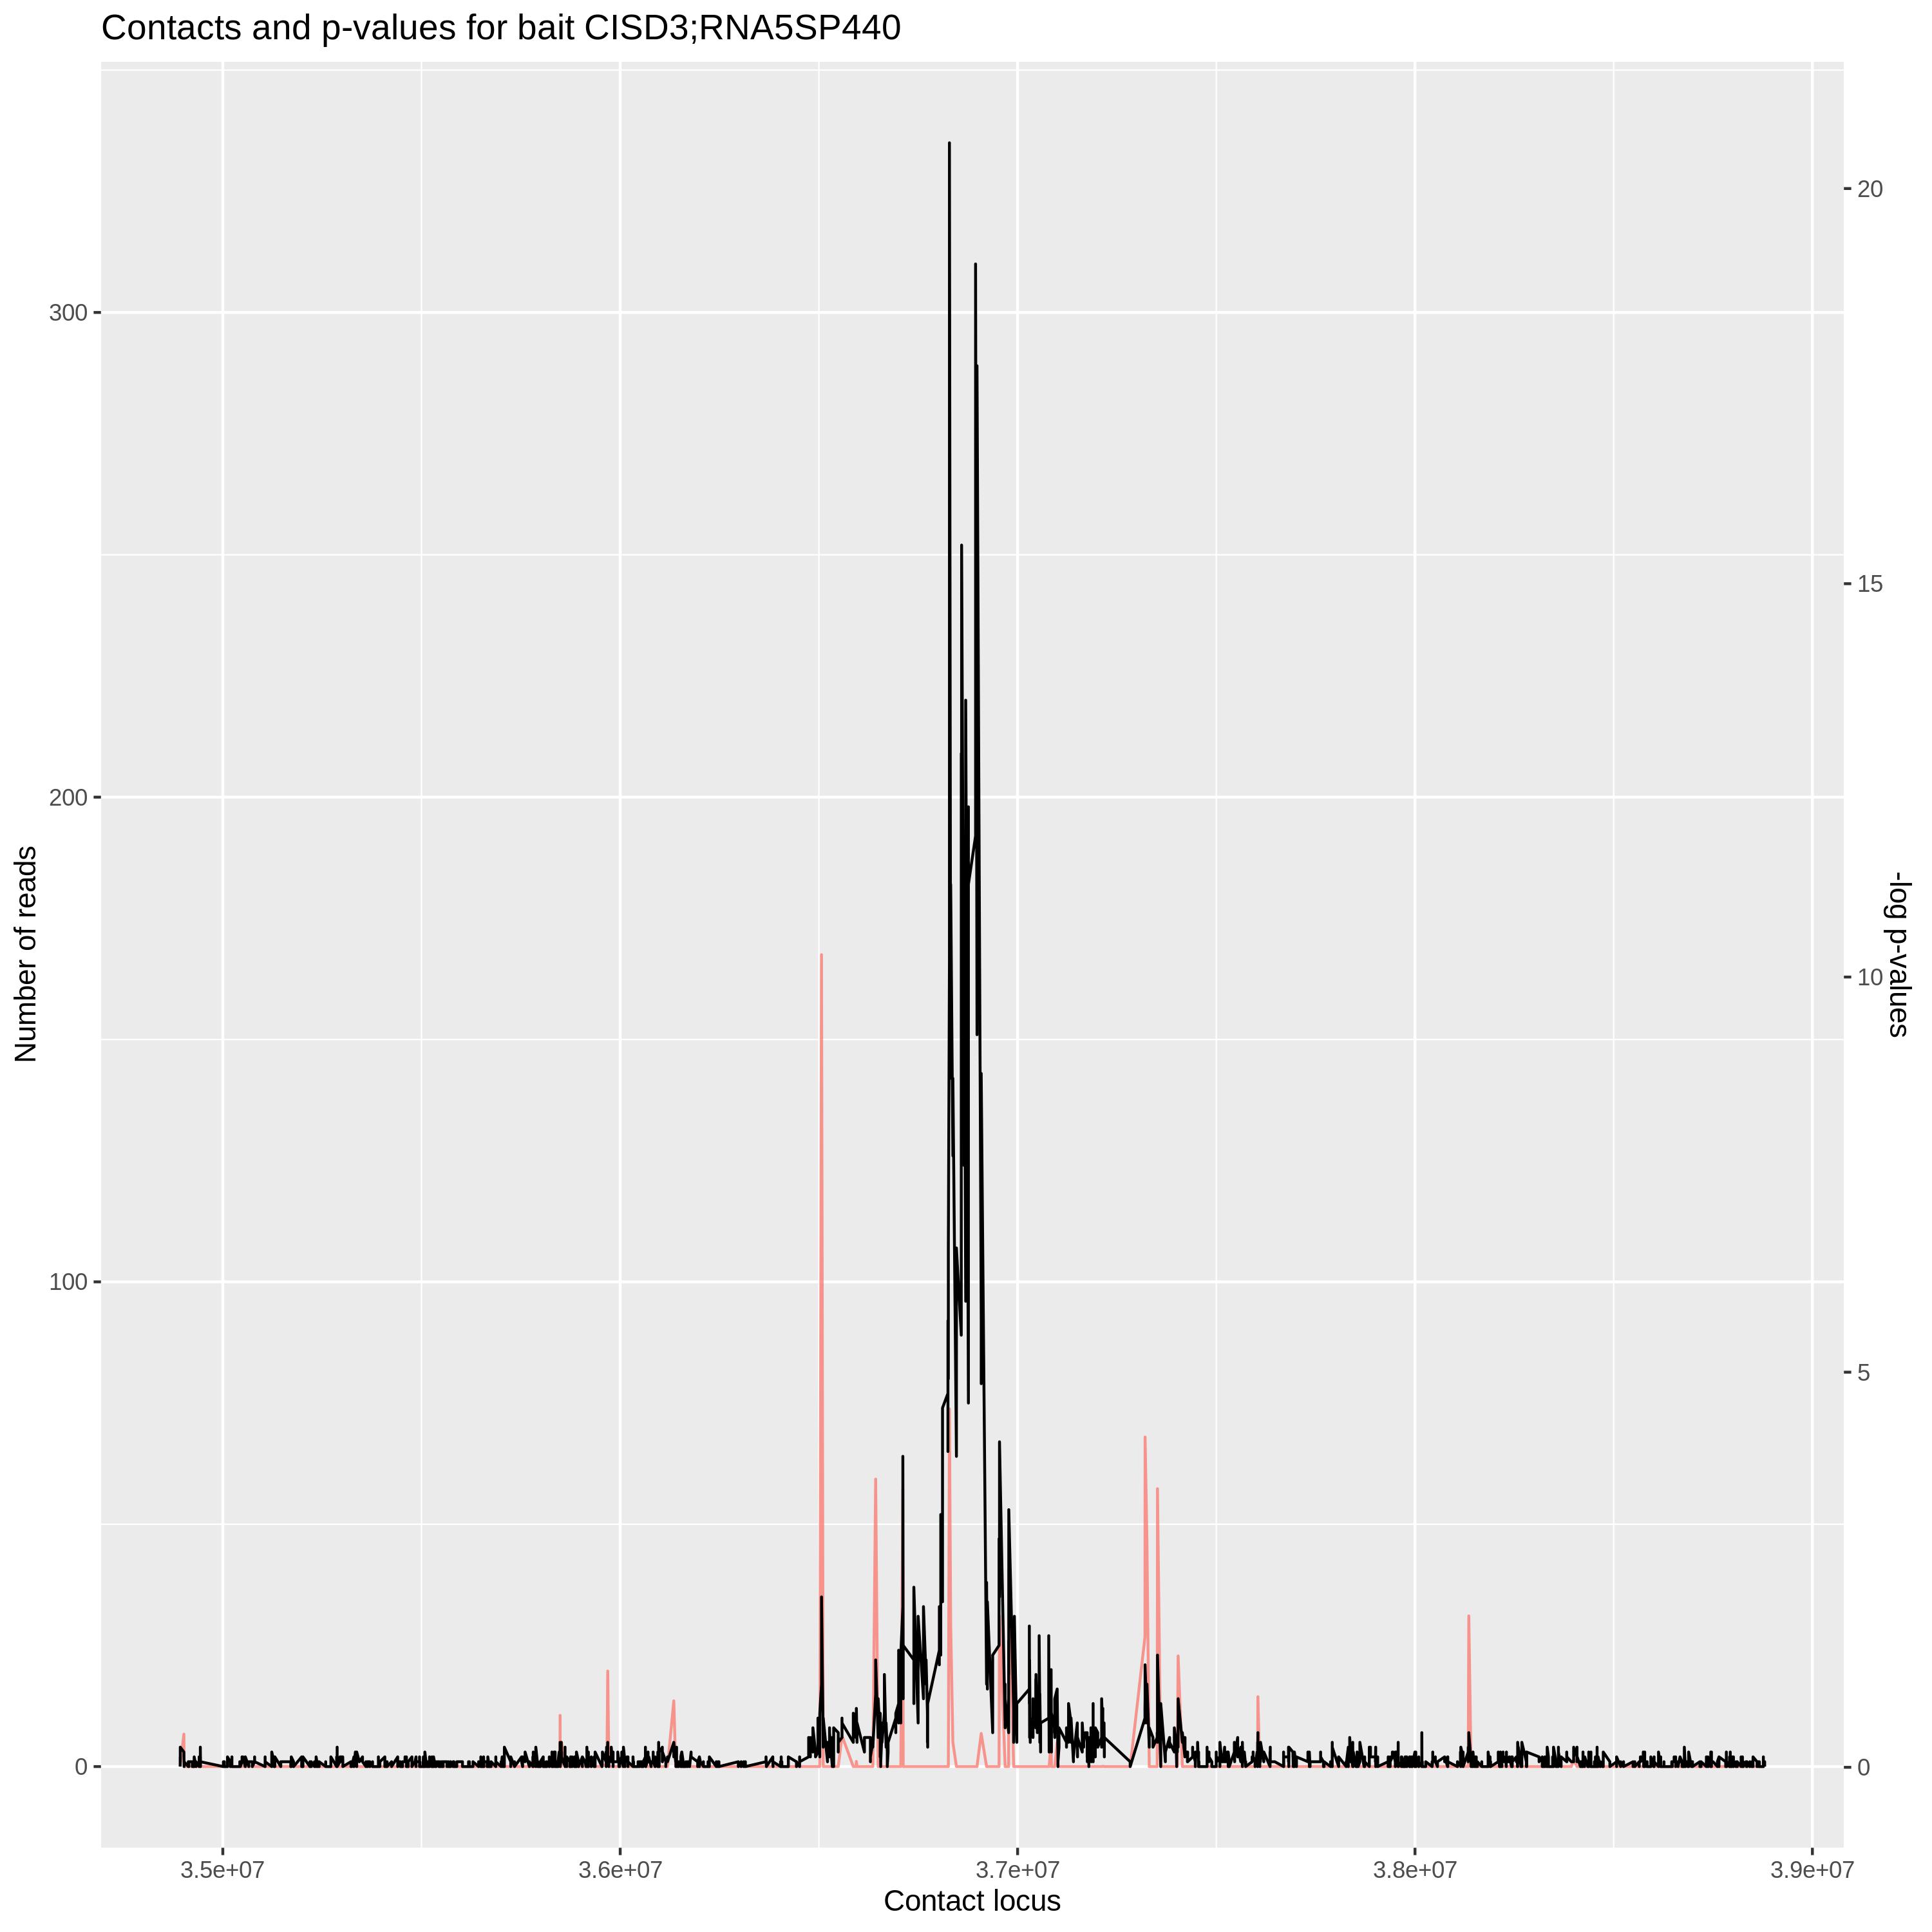 Contacts and p-values for bait CISD3;RNA5SP440
Number of reads
300
200
100
0
-log p-values
20
15
10
5
0
3.5e+07
3.6e+07
3.7e+07
3.8e+07
3.9e+07
Contact locus